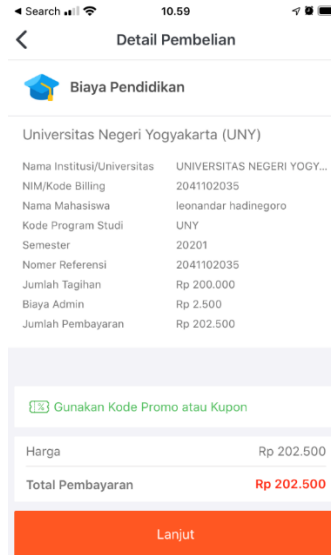 Search
10.59
Detail Pembelian
Biaya Pendidikan
Universitas Negeri Yogyakarta (UNY)
Nama Institusi/Universitas UNIVERSITAS NEGERI YOGY...
NIM/Kode Billing 2041102035
Nama Mahasiswa leonandar hadinegoro
Kode Program Studi UNY
Semester 20201
Nomer Referensi 2041102035
Jumlah Tagihan Rp 200.000
Biaya Admin Rp 2.500
Jumlah Pembayaran Rp 202.500
Gunakan Kode Promo atau Kupon
Harga Rp 202.500
Total Pembayaran Rp 202.500
Lanjut